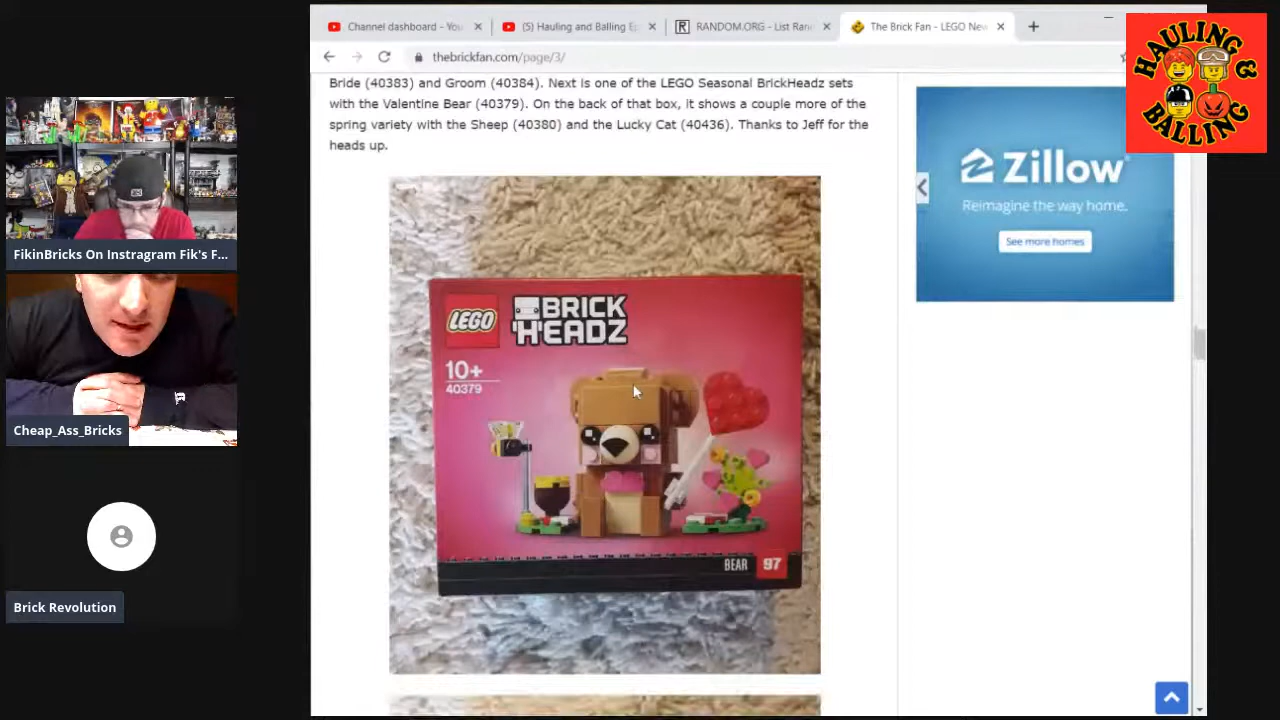 Channel dashboard - You
(5) Hauling and Balling E
RANDOM.ORG - List Ran
The Brick Fan - LEGO New
thebrickfan.com/page/3/
HAULING &
BALLING
Bride (40383) and Groom (40384). Next is one of the LEGO Seasonal BrickHeadz sets
with the Valentine Bear (40379). On the back of that box, it shows a couple more of the
spring variety with the Sheep (40380) and the Lucky Cat (40436). Thanks to Jeff for the
heads up.
Zillow
Reimagine the way home.
See more homes
FikinBricks On Instragram Fik's F...
Cheap_Ass_Bricks
Brick Revolution
LEGO
BRICK
'H'EADZ
10+
40379
BEAR 97